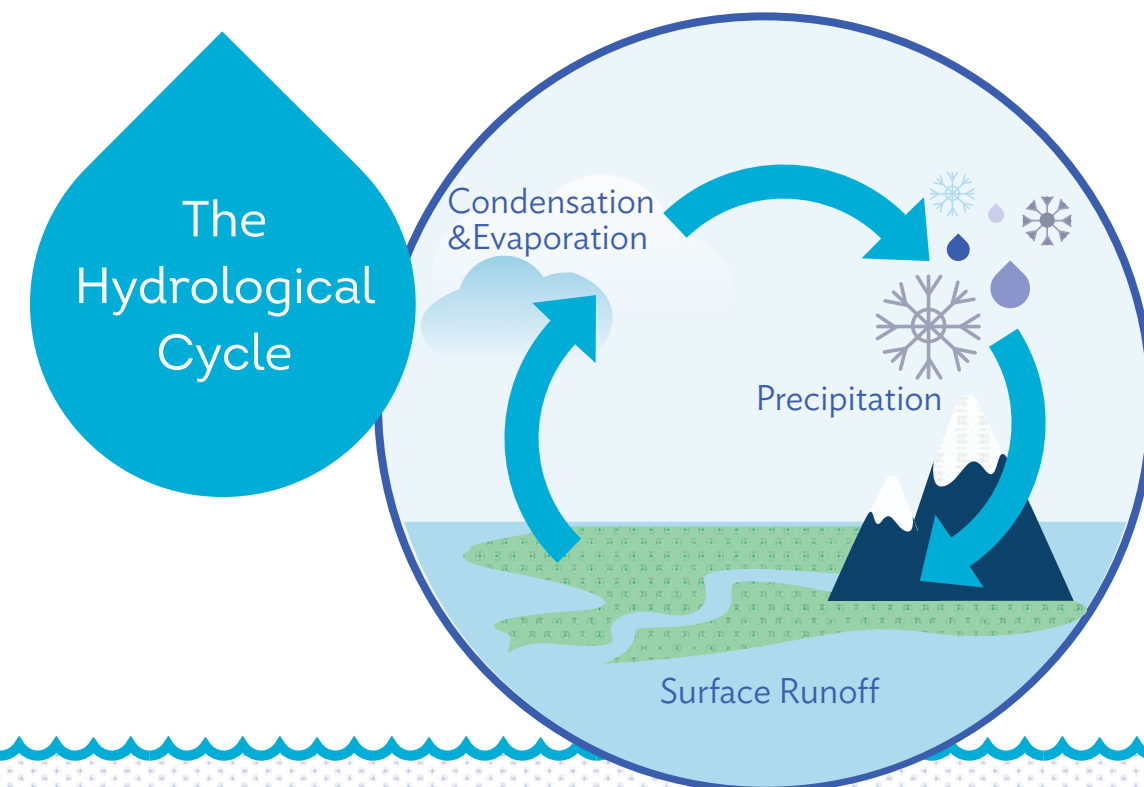 The
Hydrological
Cycle
Condensation
&Evaporation
Precipitation
Surface Runoff